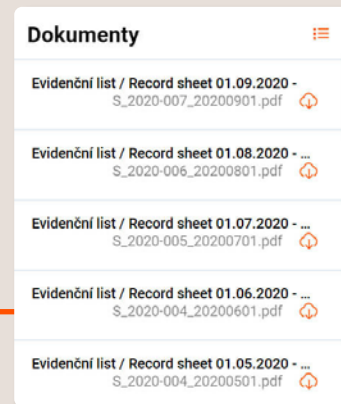 Dokumenty
Evidenční list / Record sheet 01.09.2020 -
S_2020-007_20200901.pdf
Evidenční list / Record sheet 01.08.2020 - ...
S_2020-006_20200801.pdf
Evidenční list / Record sheet 01.07.2020 - ...
S_2020-005_20200701.pdf
Evidenční list / Record sheet 01.06.2020 - ...
S_2020-004_20200601.pdf
Evidenční list / Record sheet 01.05.2020 - ...
S_2020-004_20200501.pdf